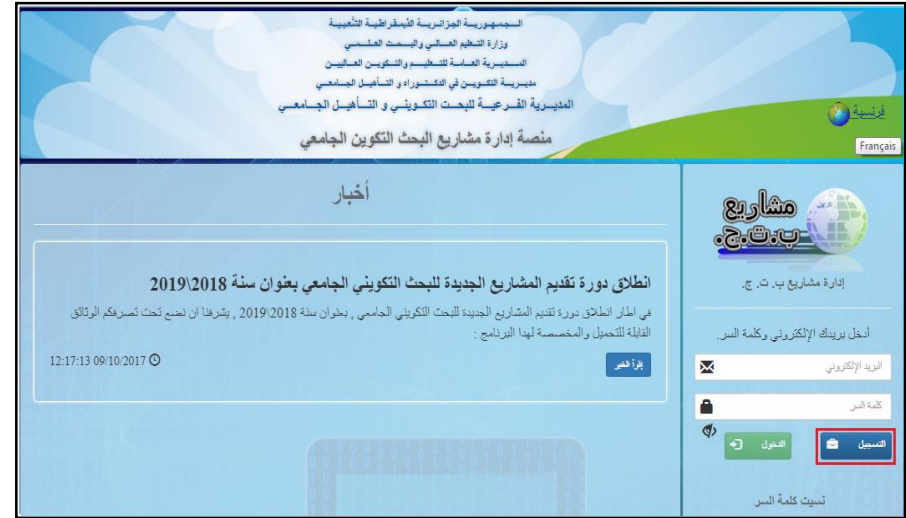 الجمهورية الجزائرية الديمقراطية الشعبية
وزارة التعليم العالي والبحث العلمي
المديرية العامة للتعليم والتكوين العاليين
مديرية التكوين في الدكتوراه و التأهيل الجامعي
المديرية الفرعية للبحث التكويني و التأهيل الجامعي
منصة إدارة مشاريع البحث التكوين الجامعي
فرنسية
Français
مشاريع
ب.ت.ج.
إدارة مشاريع ب. ت. ج.
أدخل بريدك الإلكتروني وكلمة السر.
البريد الإلكتروني
كلمة السر
التسجيل
الدخول
نسيت كلمة السر
أخبار
انطلاق دورة تقديم المشاريع الجديدة للبحث التكويني الجامعي بعنوان سنة 2018\2019
في اطار انطلاق دورة تقديم المشاريع الجديدة للبحث التكويني الجامعي , بعنوان سنة 2018\2019 , يشرفنا ان نضع تحت تصرفكم الوثائق
القابلة للتحميل والمخصصة لهدا البرنامج :
إقرأ الخبر
12:17:13 09/10/2017